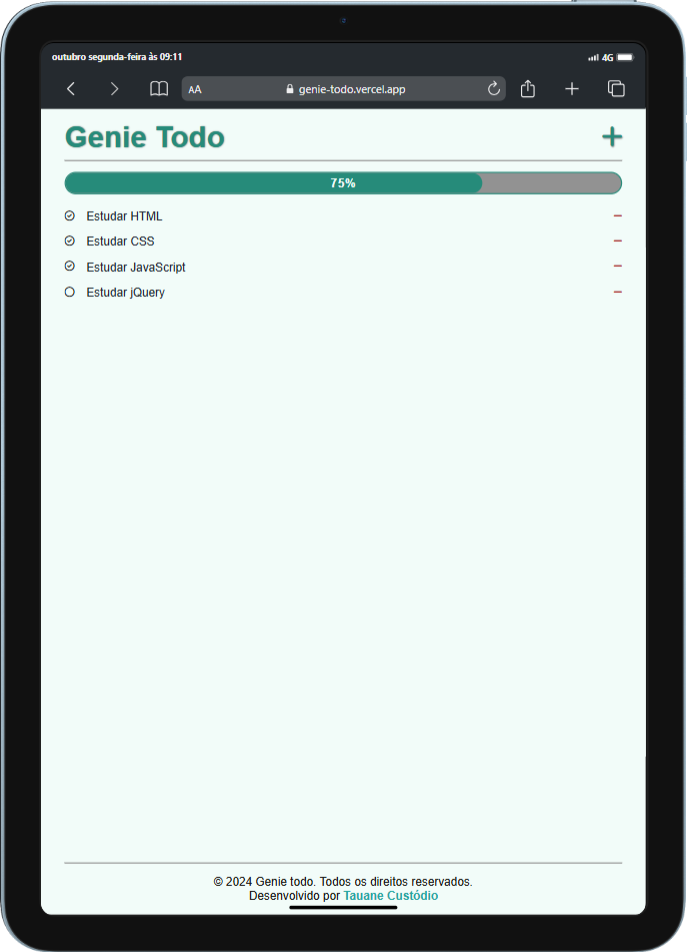 outubro segunda-feira às 09:11
4G
AA genie-todo.vercel.app
Genie Todo
75%
Estudar HTML
Estudar CSS
Estudar JavaScript
Estudar jQuery
© 2024 Genie todo. Todos os direitos reservados.
Desenvolvido por Tauane Custódio